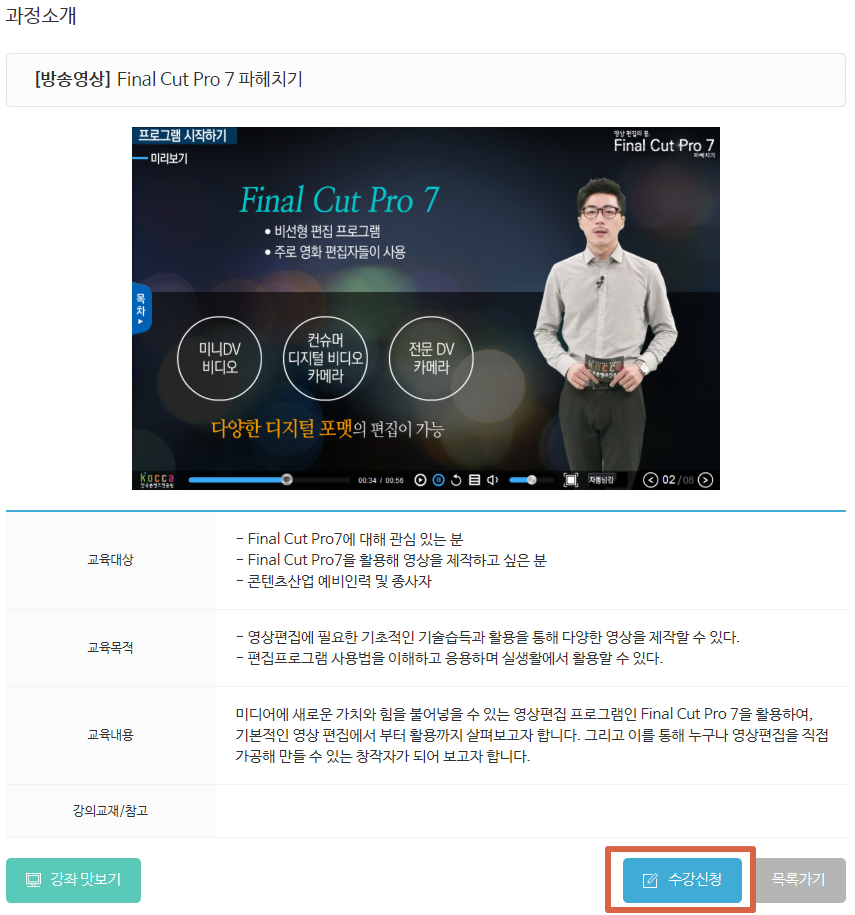 과정소개
[방송영상] Final Cut Pro 7 파헤치기
프로그램 시작하기
미리보기
영상 편집의 꽃,
Final Cut Pro 7
파헤치기
Final Cut Pro 7
• 비선형 편집 프로그램
• 주로 영화 편집자들이 사용
목차
미니DV
비디오
컨슈머
디지털 비디오
카메라
전문 DV
카메라
다양한 디지털 포맷의 편집이 가능
Kocca
Kocca
한국콘텐츠진흥원
00:34 / 00:56
자동넘김
02/08
교육대상
- Final Cut Pro7에 대해 관심 있는 분
- Final Cut Pro7을 활용해 영상을 제작하고 싶은 분
- 콘텐츠산업 예비인력 및 종사자
교육목적
- 영상편집에 필요한 기초적인 기술습득과 활용을 통해 다양한 영상을 제작할 수 있다.
- 편집프로그램 사용법을 이해하고 응용하며 실생활에서 활용할 수 있다.
교육내용
미디어에 새로운 가치와 힘을 불어넣을 수 있는 영상편집 프로그램인 Final Cut Pro 7을 활용하여,
기본적인 영상 편집에서 부터 활용까지 살펴보고자 합니다. 그리고 이를 통해 누구나 영상편집을 직접
가공해 만들 수 있는 창작자가 되어 보고자 합니다.
강의교재/참고
강좌 맛보기
수강신청
목록가기